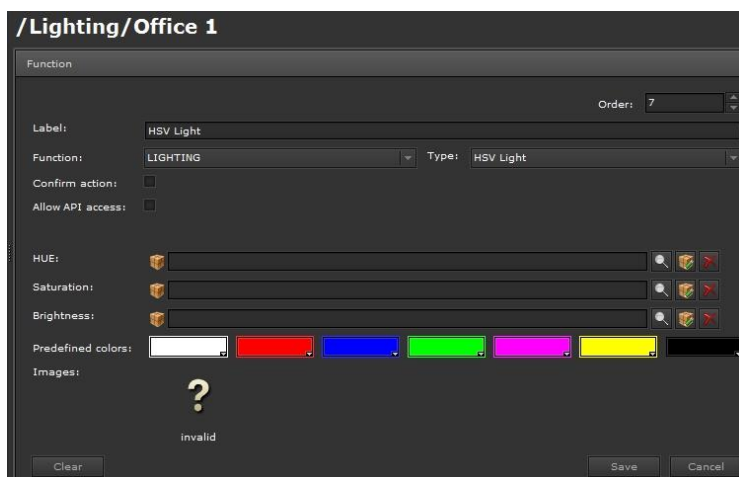 /Lighting/Office 1
Function
Order: 7
Label: HSV Light
Function: LIGHTING Type: HSV Light
Confirm action:
Allow API access:
HUE:
Saturation:
Brightness:
Predefined colors:
Images:
?
invalid
Clear Save Cancel